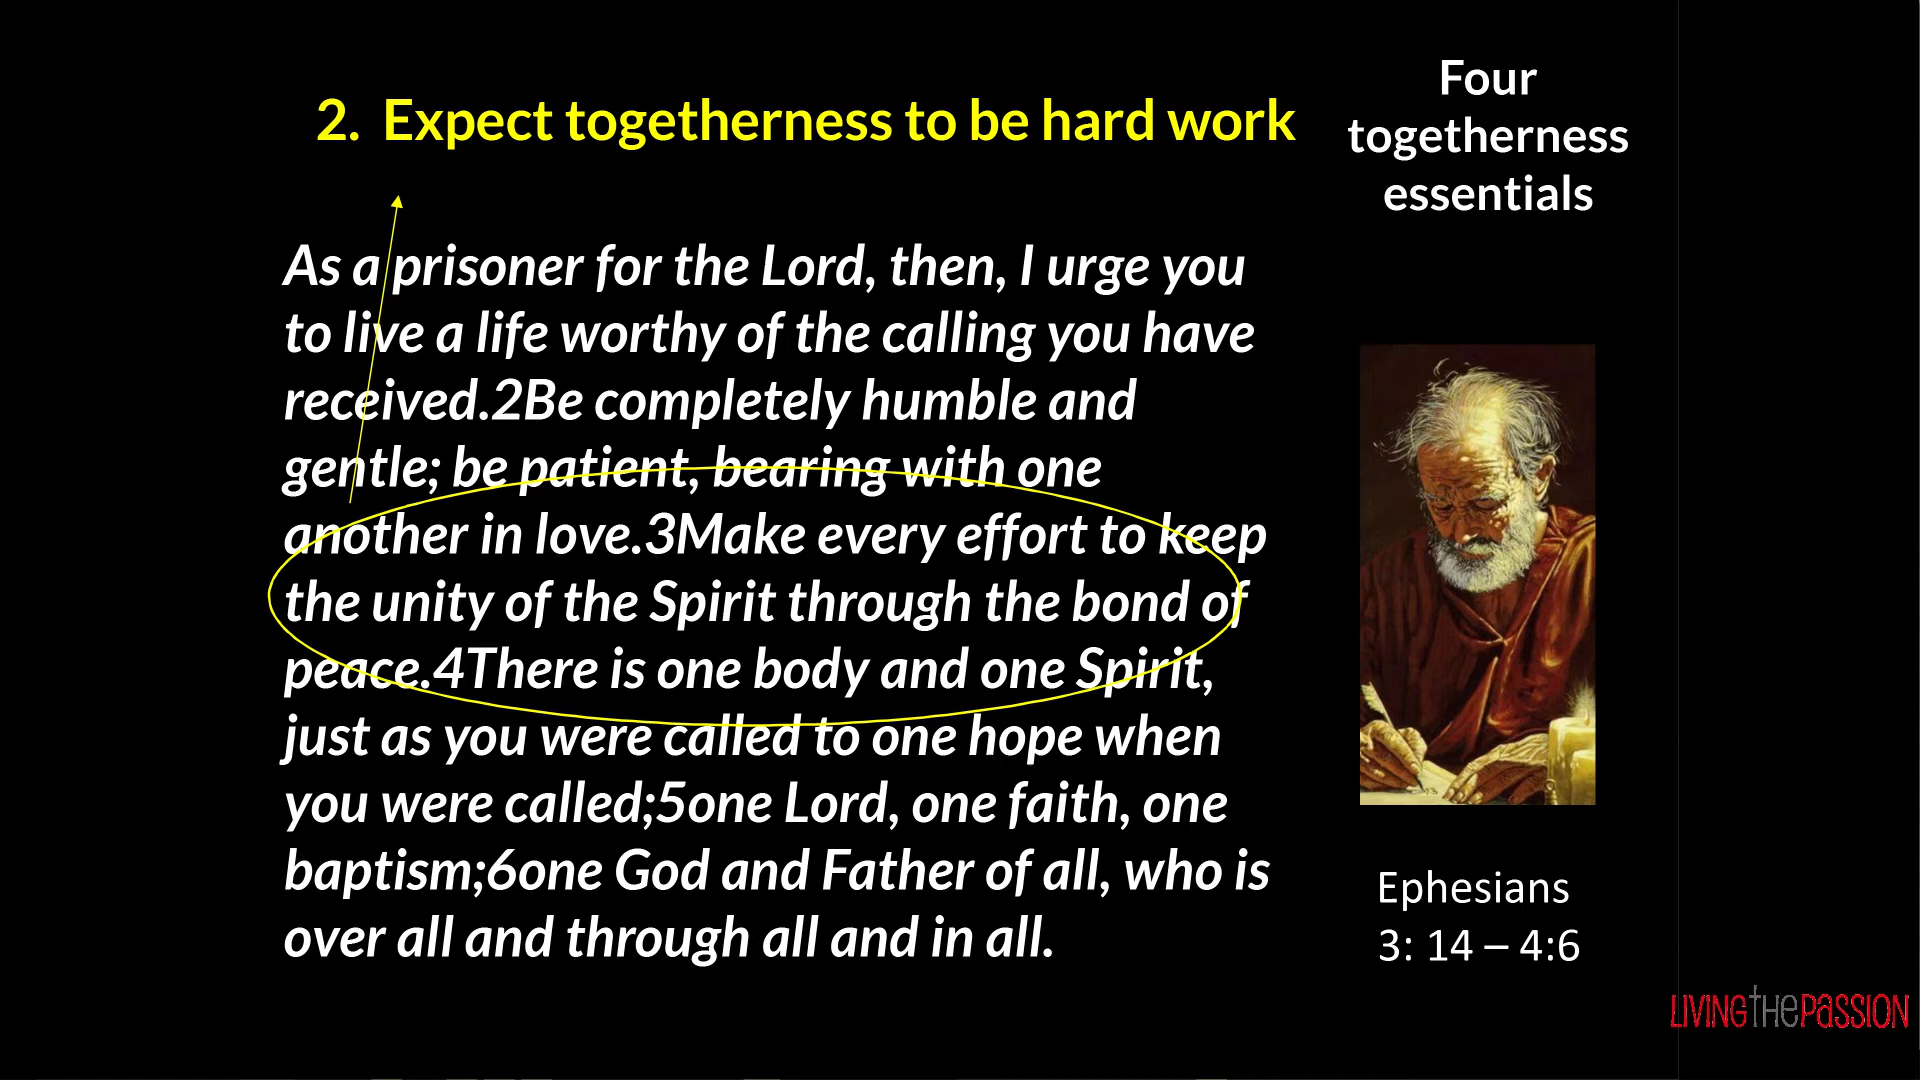 2. Expect togetherness to be hard work
As a prisoner for the Lord, then, I urge you
to live a life worthy of the calling you have
received.2Be completely humble and
gentle; be patient, bearing with one
another in love.3Make every effort to keep
the unity of the Spirit through the bond of
peace.4There is one body and one Spirit,
just as you were called to one hope when
you were called;5one Lord, one faith, one
baptism;6one God and Father of all, who is
over all and through all and in all.
Four
togetherness
essentials
Ephesians
3: 14 – 4:6
LIVINGTHEPASSION